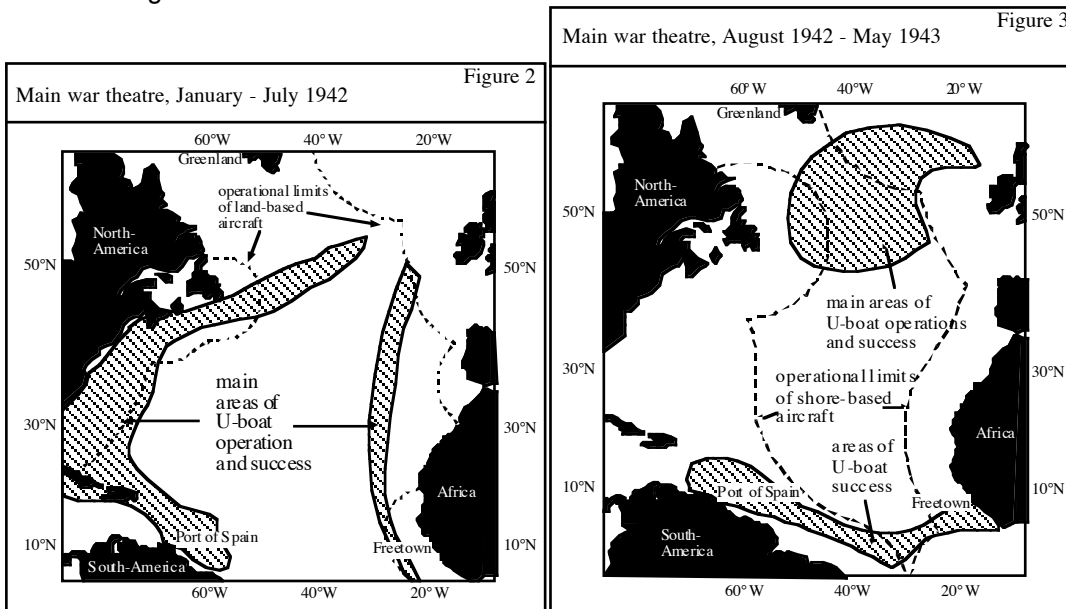 Figure 2
Main war theatre, January - July 1942
60°W 40°W 20°W
Greenland
operational limits
of land-based
aircraft
North-
America
50°N 50°N
main
areas of
U-boat
operation
and success
30°N 30°N
Africa
Port of Spain
Freetown
10°N 10°N
South-America
60°W 40°W 20°W
Figure 3
Main war theatre, August 1942 - May 1943
60°W 40°W 20°W
Greenland
North-
America
50°N 50°N
main areas of
U-boat operations
and success
30°N 30°N
operational limits
of shore-based
aircraft
Africa
areas of
U-boat
success
10°N 10°N
Port of Spain
Freetown
South-
America
60°W 40°W 20°W